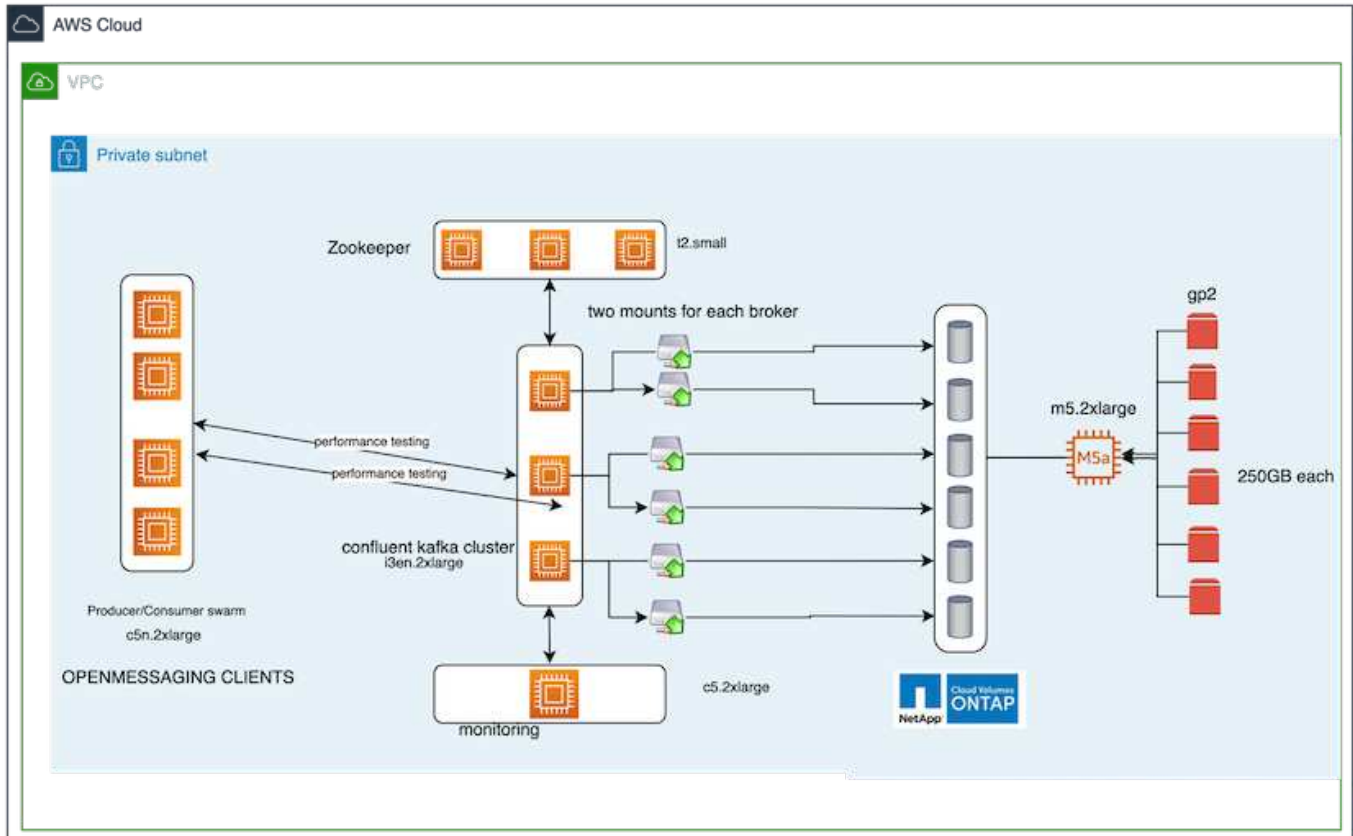 AWS Cloud
VPC
Private subnet
Zookeeper
t2.small
two mounts for each broker
gp2
m5.2xlarge
M5a
250GB each
performance testing
performance testing
confluent kafka cluster
i3en.2xlarge
Producer/Consumer swarm
c5n.2xlarge
OPENMESSAGING CLIENTS
c5.2xlarge
monitoring
NetApp
Cloud Volumes
ONTAP